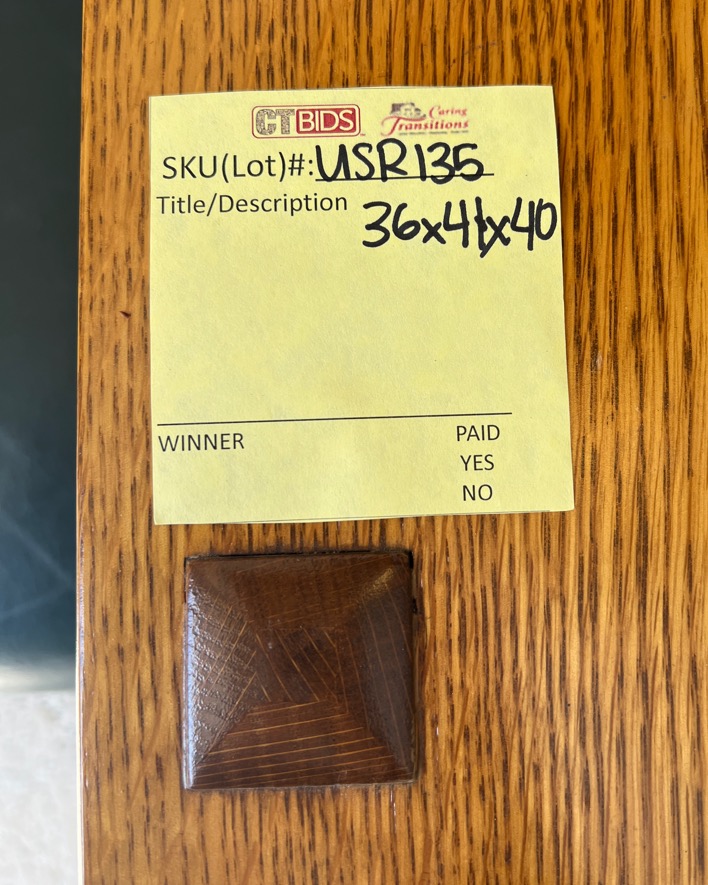 CTBIDS
Caring
Transitions
SKU(Lot)#: USR135
Title/Description
36x41x40
WINNER
PAID
YES
NO